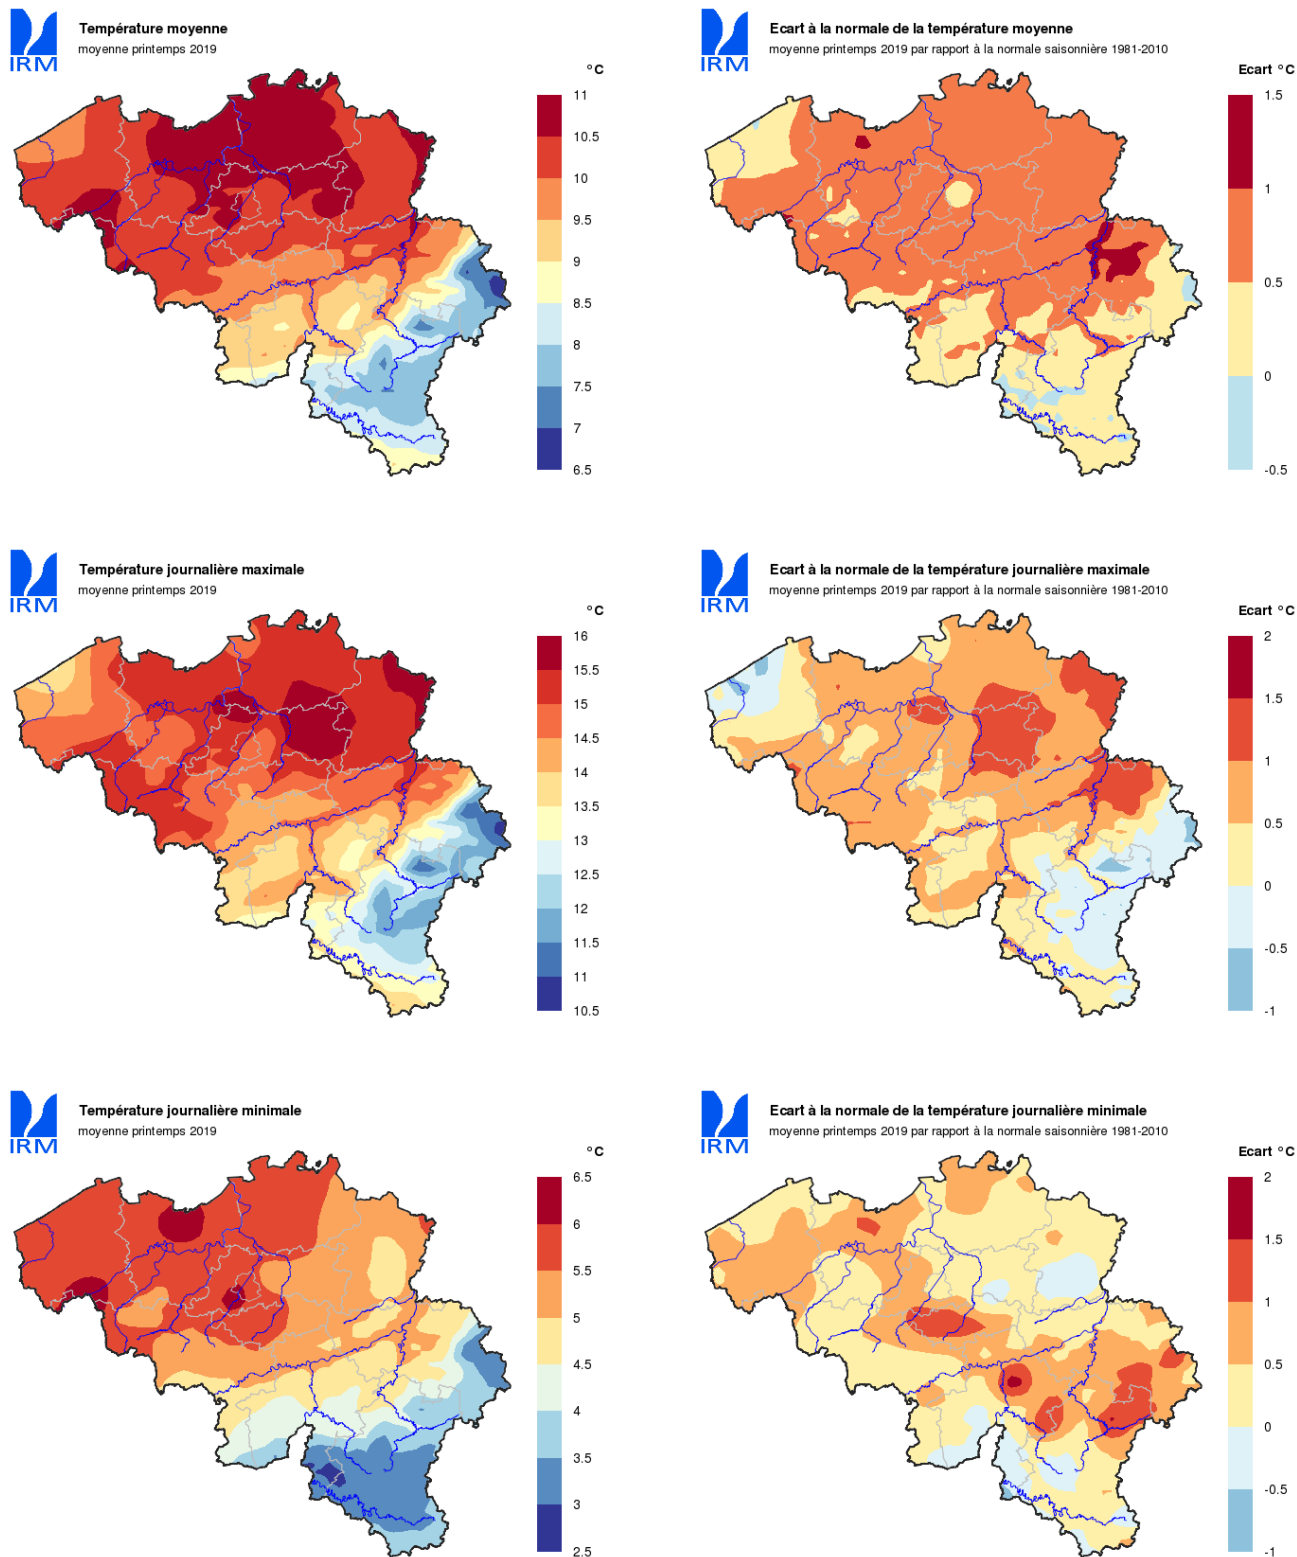 IRM
Température moyenne
moyenne printemps 2019
°C
11
10.5
10
9.5
9
8.5
8
7.5
7
6.5
IRM
Ecart à la normale de la température moyenne
moyenne printemps 2019 par rapport à la normale saisonnière 1981-2010
Ecart °C
1.5
1
0.5
0
-0.5
IRM
Température journalière maximale
moyenne printemps 2019
°C
16
15.5
15
14.5
14
13.5
13
12.5
12
11.5
11
10.5
IRM
Ecart à la normale de la température journalière maximale
moyenne printemps 2019 par rapport à la normale saisonnière 1981-2010
Ecart °C
2
1.5
1
0.5
0
-0.5
-1
IRM
Température journalière minimale
moyenne printemps 2019
°C
6.5
6
5.5
5
4.5
4
3.5
3
2.5
IRM
Ecart à la normale de la température journalière minimale
moyenne printemps 2019 par rapport à la normale saisonnière 1981-2010
Ecart °C
2
1.5
1
0.5
0
-0.5
-1